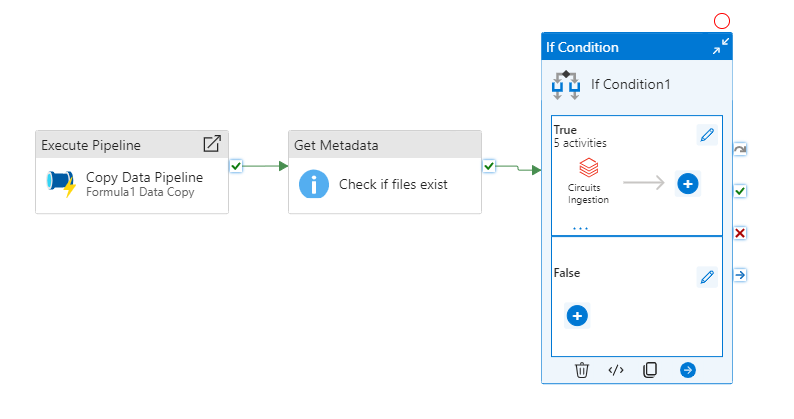 Execute Pipeline
Copy Data Pipeline
Formula1 Data Copy
Get Metadata
Check if files exist
If Condition
If Condition1
True
5 activities
Circuits
Ingestion
...
False